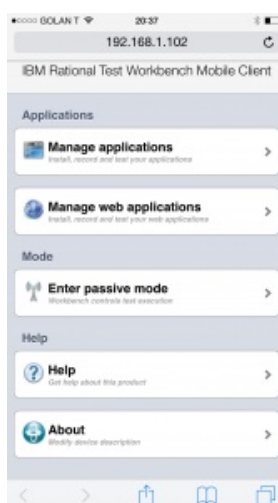 GOLAN T 20:37
192.168.1.102
IBM Rational Test Workbench Mobile Client
Applications
Manage applications
Install, record and test your applications
Manage web applications
Install, record and test your web applications
Mode
Enter passive mode
Workbench controls test execution
Help
Help
Get help about this product
About
Modify device description